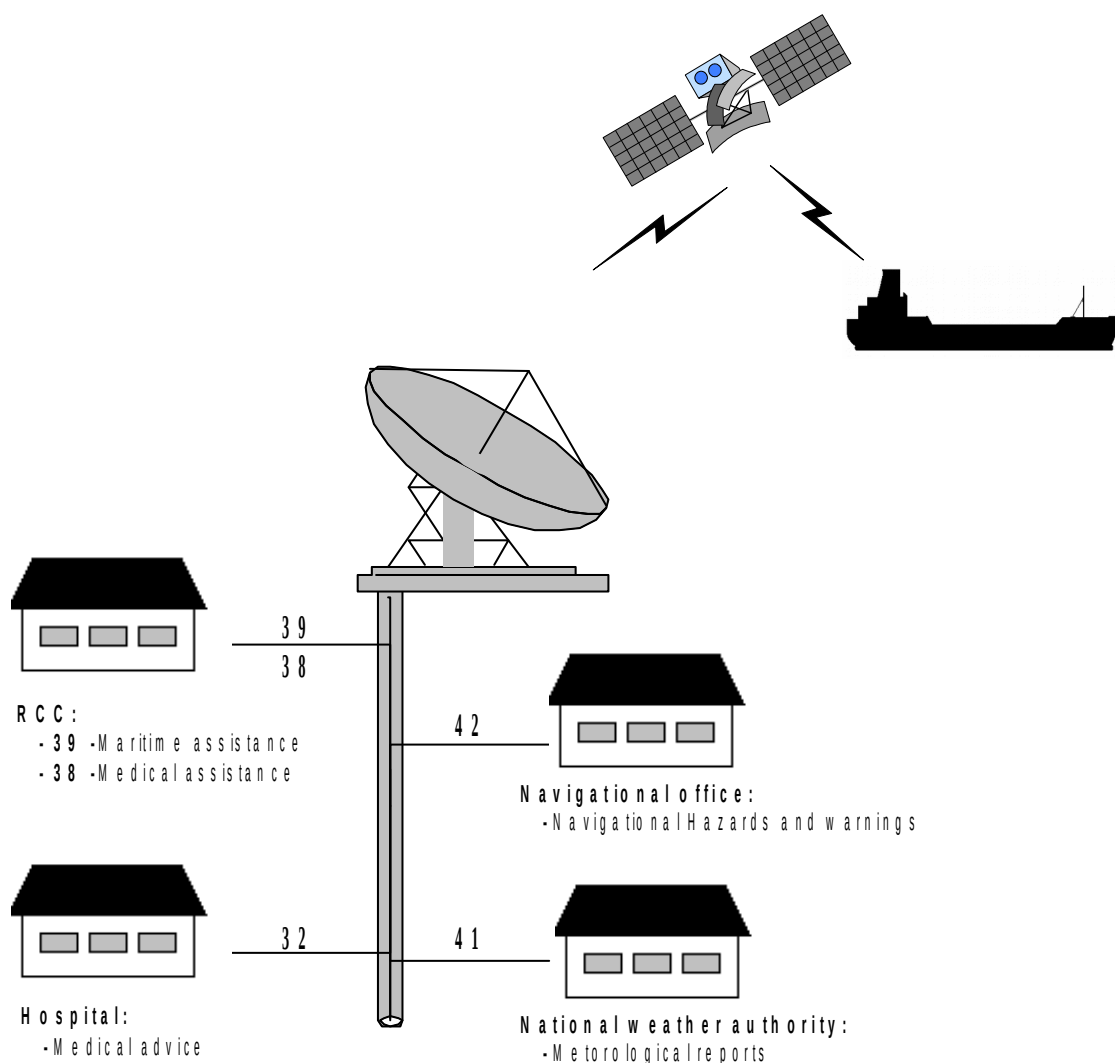 39
38
RCC:
- 39 -Maritime assistance
- 38 -Medical assistance
42
Navigational office:
-Navigational Hazards and warnings
32
41
Hospital:
-Medical advice
National weather authority:
-Metorological reports